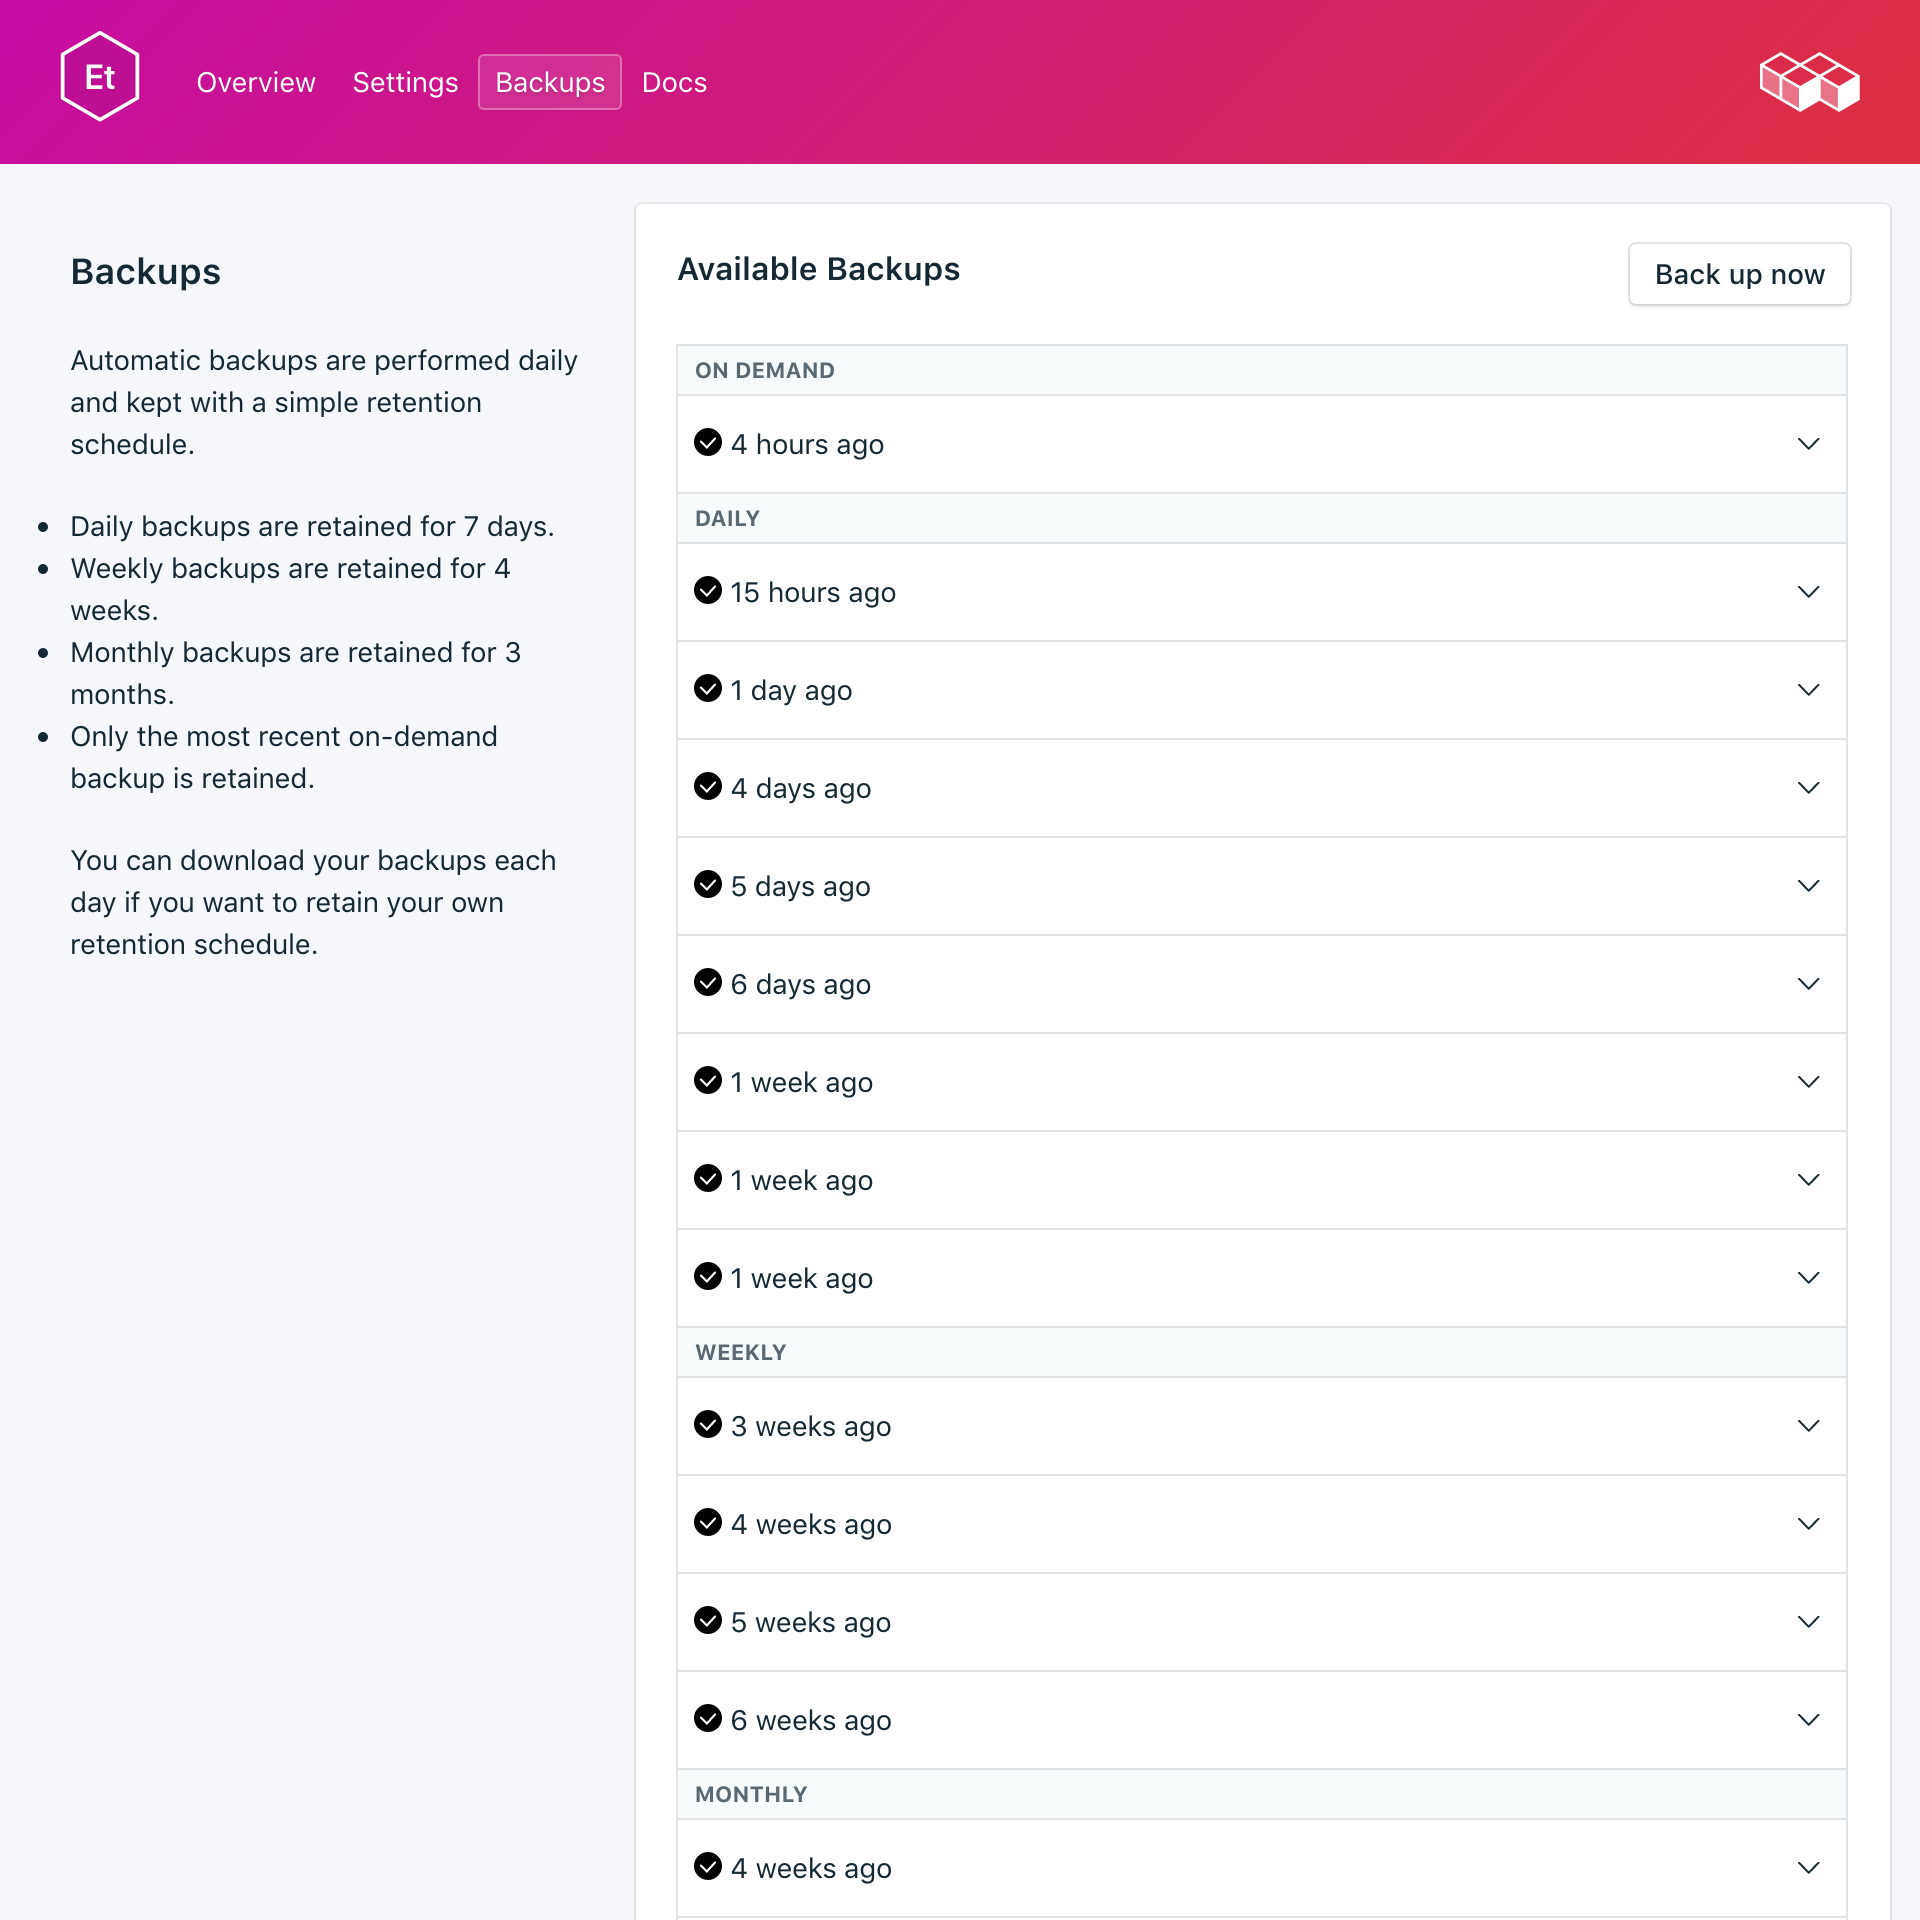 Et
Overview
Settings
Backups
Docs
Backups
Automatic backups are performed daily
and kept with a simple retention
schedule.
Daily backups are retained for 7 days.
Weekly backups are retained for 4
weeks.
Monthly backups are retained for 3
months.
Only the most recent on-demand
backup is retained.
You can download your backups each
day if you want to retain your own
retention schedule.
Available Backups
Back up now
ON DEMAND
4 hours ago
DAILY
15 hours ago
1 day ago
4 days ago
5 days ago
6 days ago
1 week ago
1 week ago
1 week ago
WEEKLY
3 weeks ago
4 weeks ago
5 weeks ago
6 weeks ago
MONTHLY
4 weeks ago